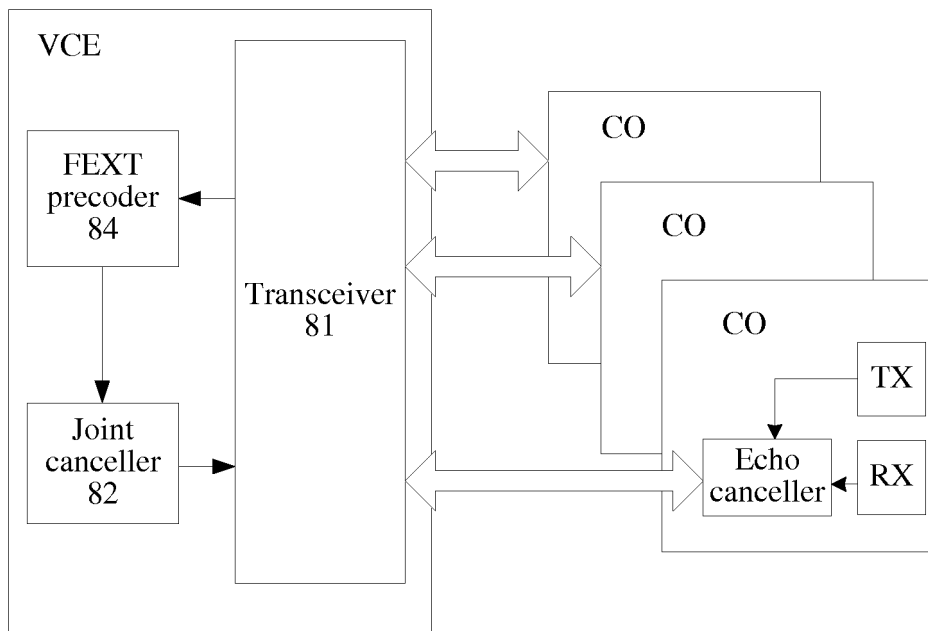 VCE
FEXT
precoder
84
Transceiver
81
Joint
canceller
82
CO
CO
CO
TX
Echo
canceller
RX